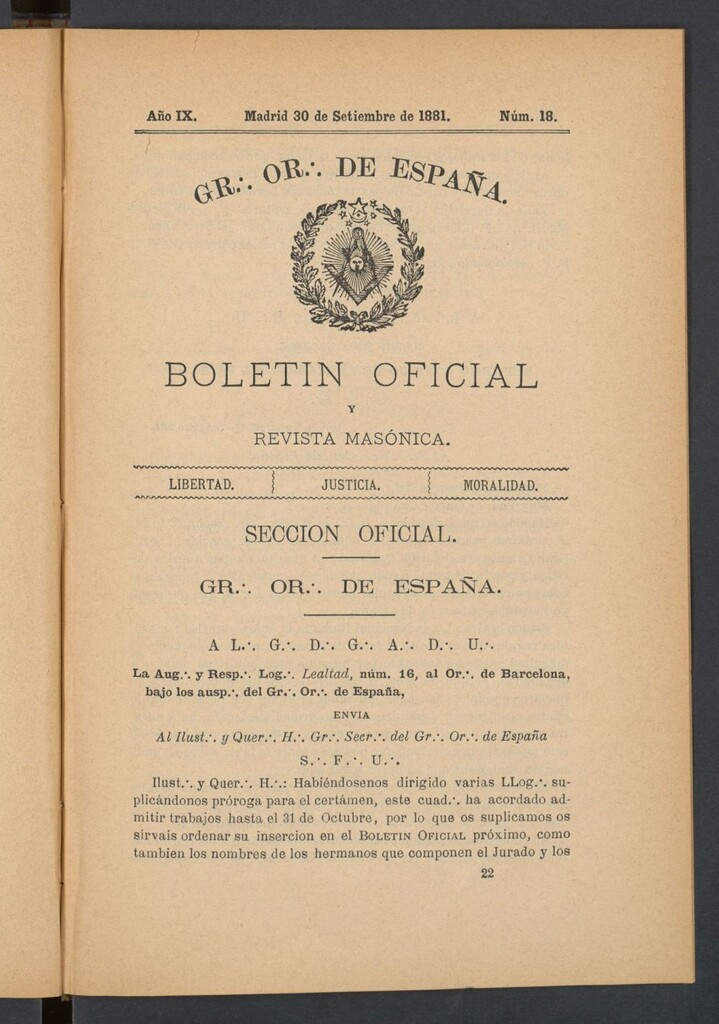 Año IX. Madrid 30 de Setiembre de 1881. Núm. 18.
GR.·. OR.·. DE ESPAÑA.
BOLETIN OFICIAL
Y
REVISTA MASÓNICA.
LIBERTAD. JUSTICIA. MORALIDAD.
SECCION OFICIAL.
GR.·. OR.·. DE ESPAÑA.
A L.·. G.·. D.·. G.·. A.·. D.·. U.·.
La Aug.·. y Resp.·. Log.·. Lealtad, núm. 16, al Or.·. de Barcelona,
bajo los ausp.·. del Gr.·. Or.·. de España,
ENVIA
Al Ilust.·. y Quer.·. H.·. Gr.·. Secr.·. del Gr.·. Or.·. de España
S.·. F.·. U.·.
Ilust.·. y Quer.·. H.·.: Habiéndosenos dirigido varias LLog.·. su-
plicándonos próroga para el certámen, este cuad.·. ha acordado ad-
mitir trabajos hasta el 31 de Octubre, por lo que os suplicamos os
sirvais ordenar su insercion en el BOLETIN OFICIAL próximo, como
tambien los nombres de los hermanos que componen el Jurado y los
22